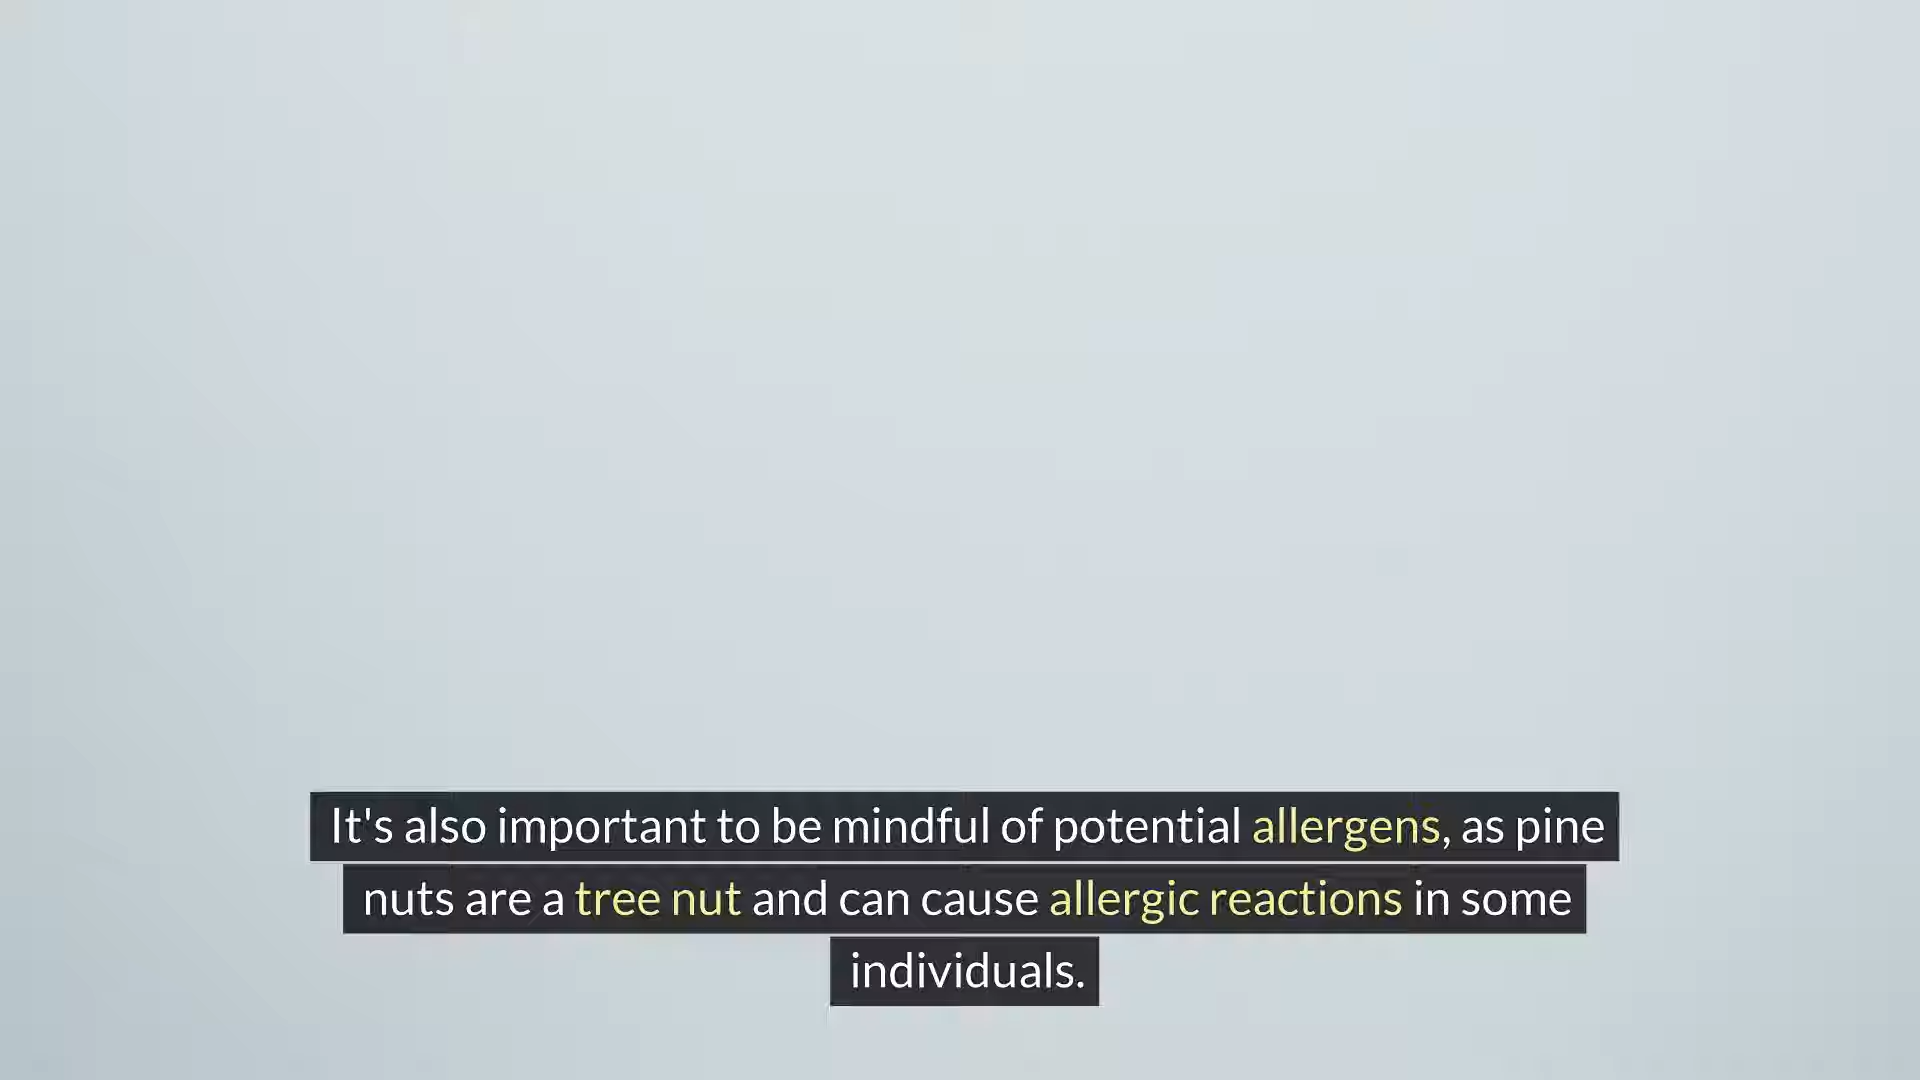 It's also important to be mindful of potential allergens, as pine
nuts are a tree nut and can cause allergic reactions in some
individuals.